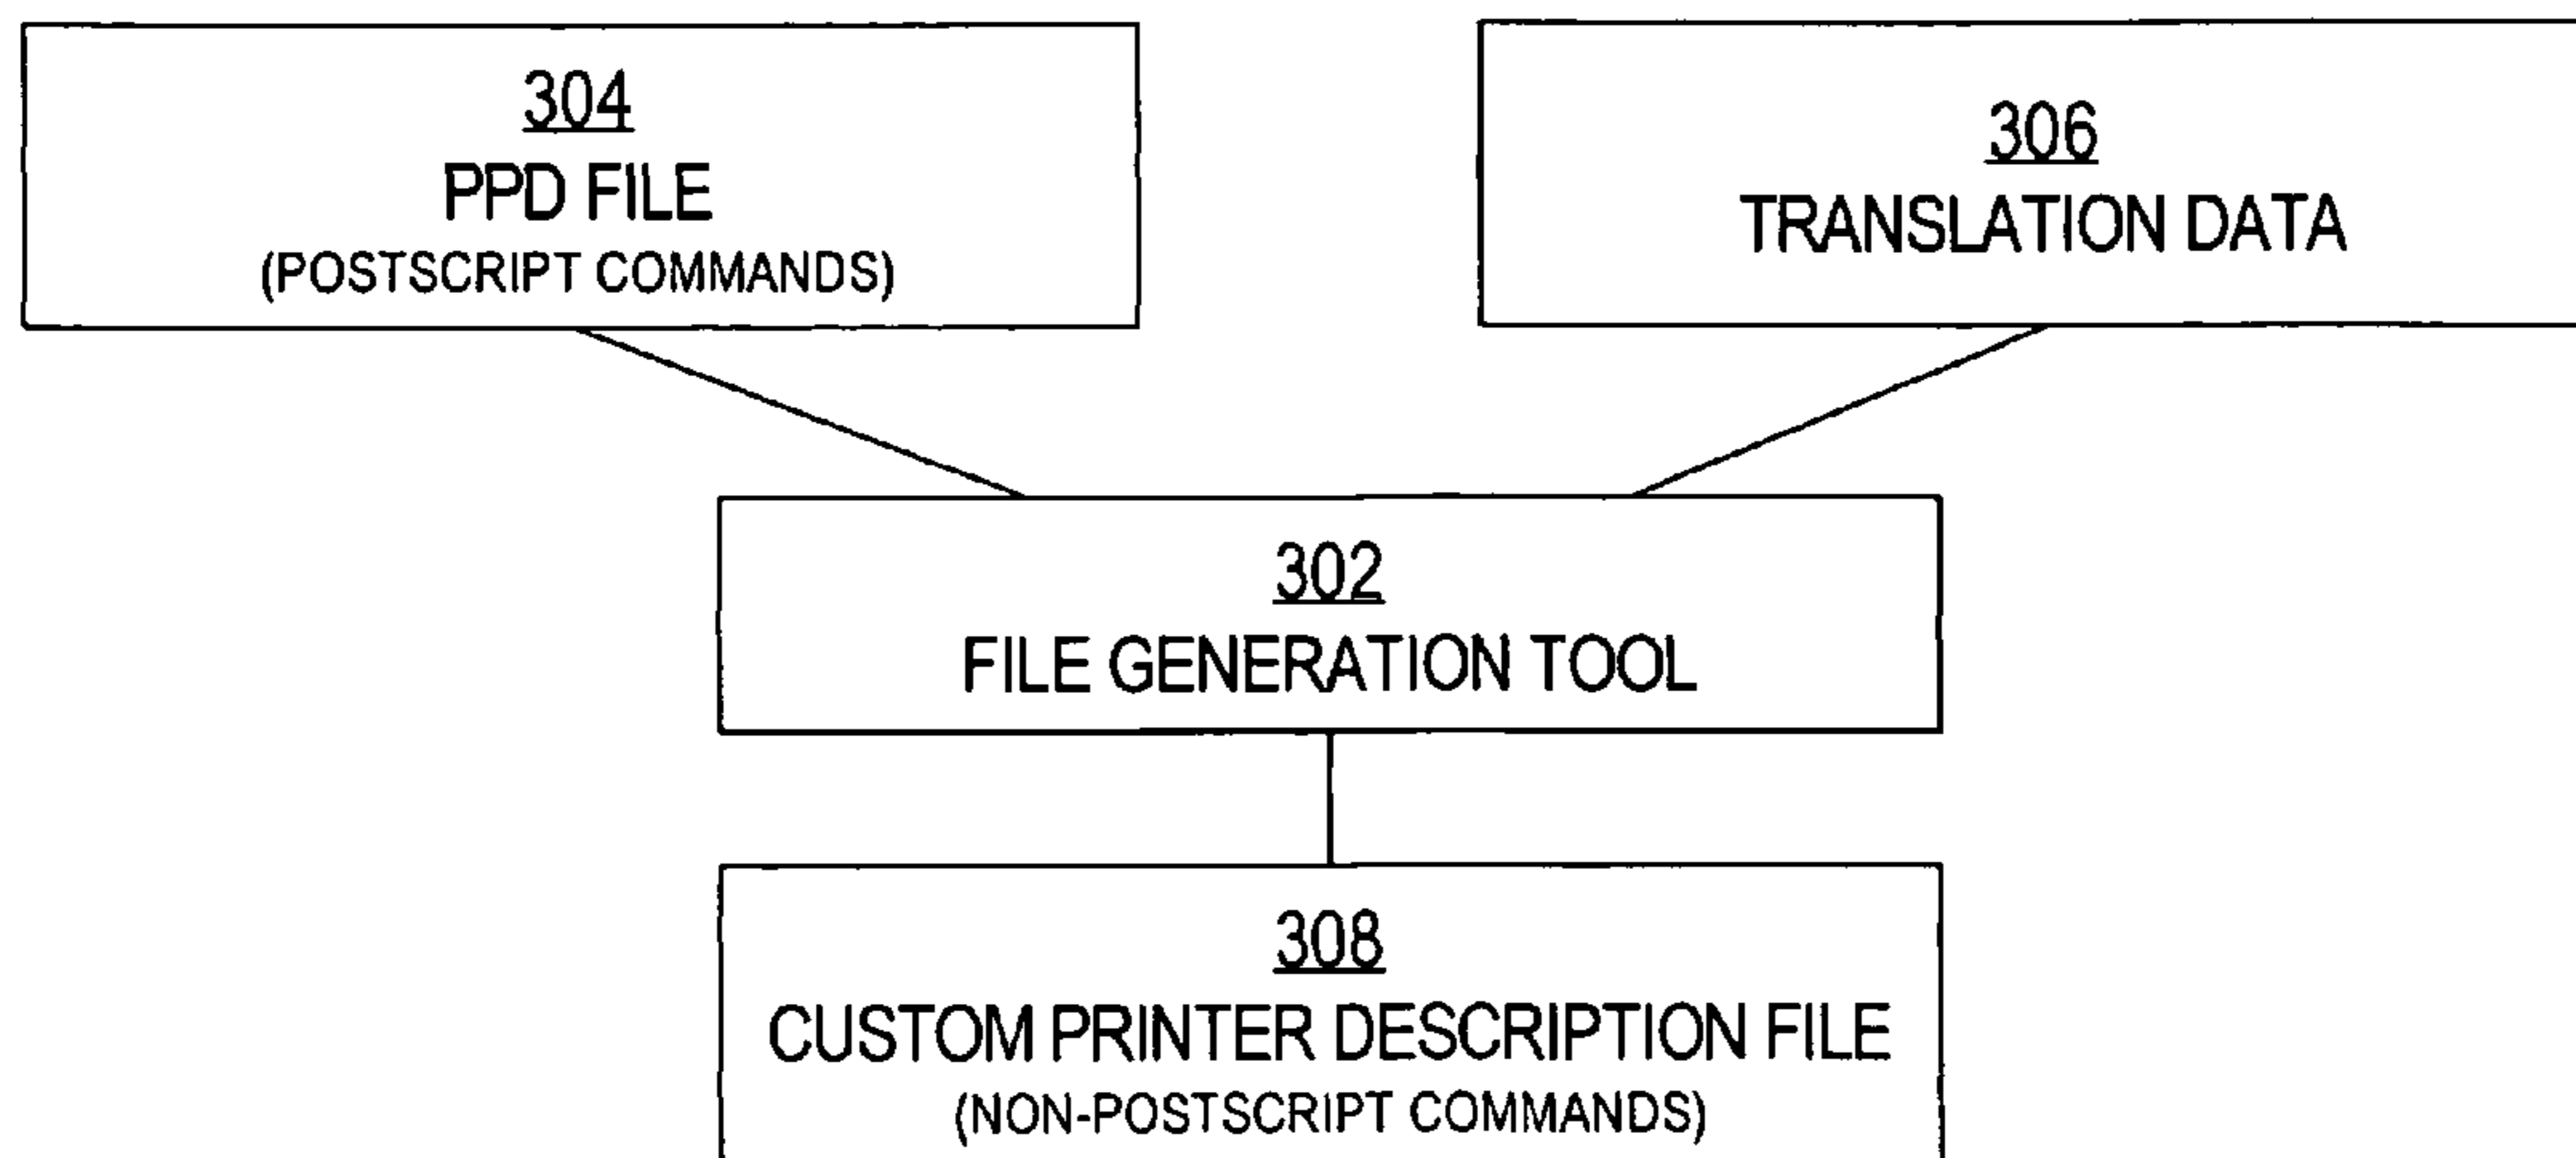 304
PPD FILE
(POSTSCRIPT COMMANDS)
306
TRANSLATION DATA
302
FILE GENERATION TOOL
308
CUSTOM PRINTER DESCRIPTION FILE
(NON-POSTSCRIPT COMMANDS)